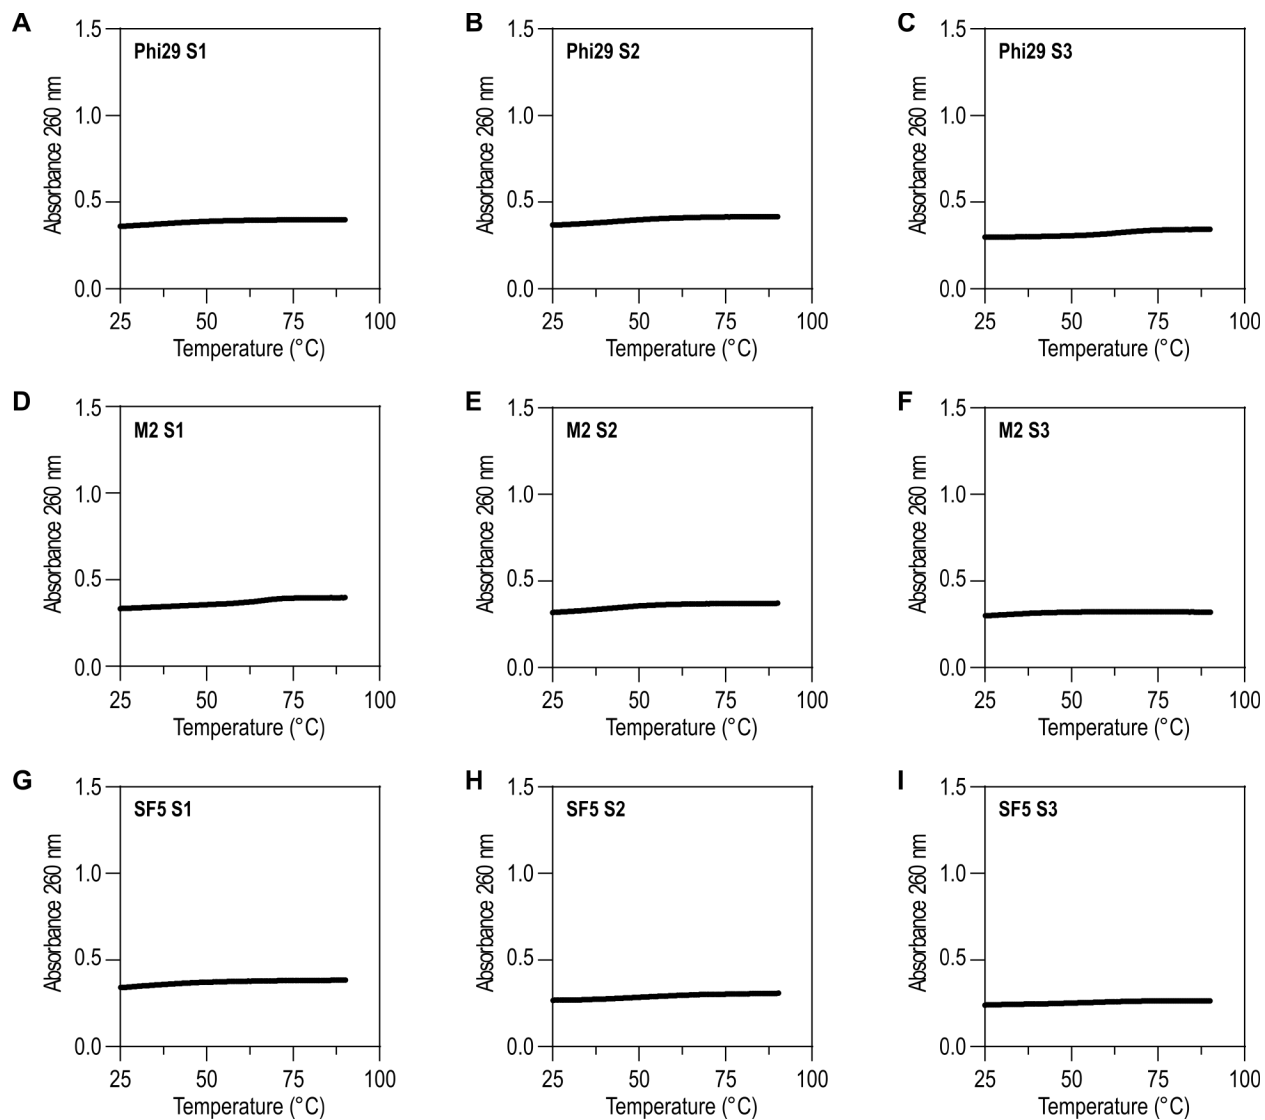 A
1.5
Phi29 S1
1.0
0.5
0.0
Absorbance 260 nm
25 50 75 100
Temperature (°C)
B
1.5
Phi29 S2
1.0
0.5
0.0
Absorbance 260 nm
25 50 75 100
Temperature (°C)
C
1.5
Phi29 S3
1.0
0.5
0.0
Absorbance 260 nm
25 50 75 100
Temperature (°C)
D
1.5
M2 S1
1.0
0.5
0.0
Absorbance 260 nm
25 50 75 100
Temperature (°C)
E
1.5
M2 S2
1.0
0.5
0.0
Absorbance 260 nm
25 50 75 100
Temperature (°C)
F
1.5
M2 S3
1.0
0.5
0.0
Absorbance 260 nm
25 50 75 100
Temperature (°C)
G
1.5
SF5 S1
1.0
0.5
0.0
Absorbance 260 nm
25 50 75 100
Temperature (°C)
H
1.5
SF5 S2
1.0
0.5
0.0
Absorbance 260 nm
25 50 75 100
Temperature (°C)
I
1.5
SF5 S3
1.0
0.5
0.0
Absorbance 260 nm
25 50 75 100
Temperature (°C)